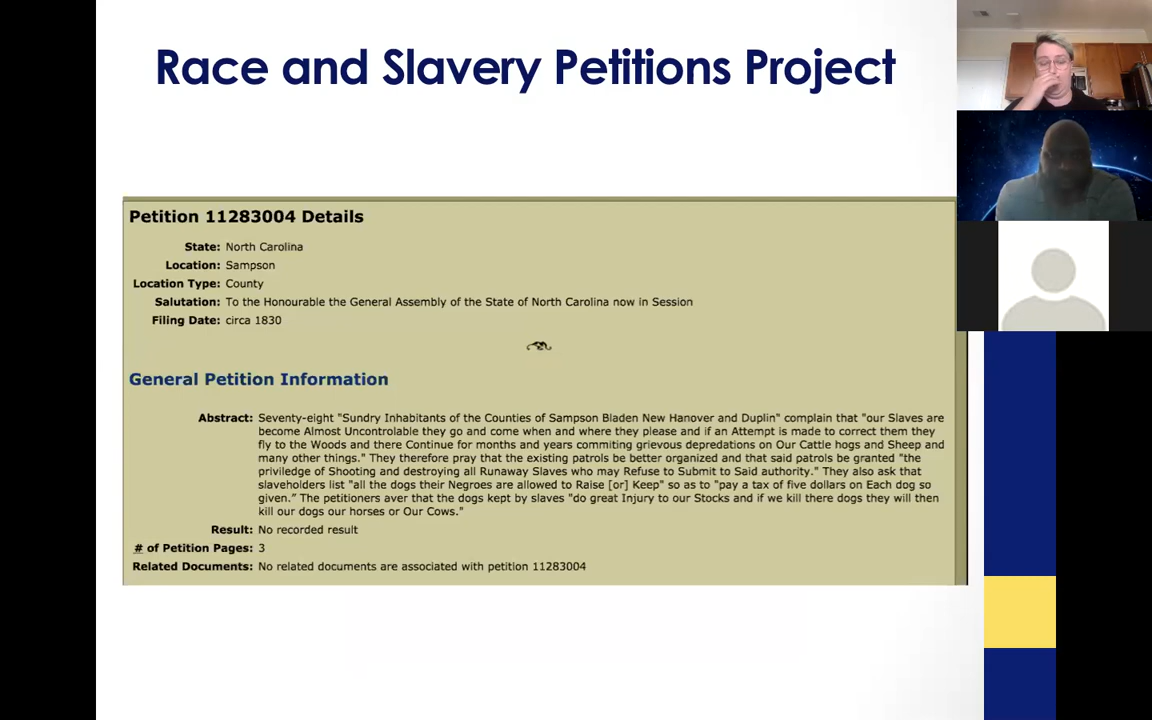 Race and Slavery Petitions Project
Petition 11283004 Details
State: North Carolina
Location: Sampson
Location Type: County
Salutation: To the Honourable the General Assembly of the State of North Carolina now in Session
Filing Date: circa 1830
General Petition Information
Abstract: Seventy-eight "Sundry Inhabitants of the Counties of Sampson Bladen New Hanover and Duplin" complain that "our Slaves are
become Almost Uncontrolable they go and come when and where they please and if an Attempt is made to correct them they
fly to the Woods and there Continue for months and years commiting grievous depredations on Our Cattle hogs and Sheep and
many other things." They therefore pray that the existing patrols be better organized and that said patrols be granted "the
priviledge of Shooting and destroying all Runaway Slaves who may Refuse to Submit to Said authority." They also ask that
slaveholders list "all the dogs their Negroes are allowed to Raise [or] Keep" so as to "pay a tax of five dollars on Each dog so
given." The petitioners aver that the dogs kept by slaves "do great Injury to our Stocks and if we kill there dogs they will then
kill our dogs our horses or Our Cows."
Result: No recorded result
# of Petition Pages: 3
Related Documents: No related documents are associated with petition 11283004